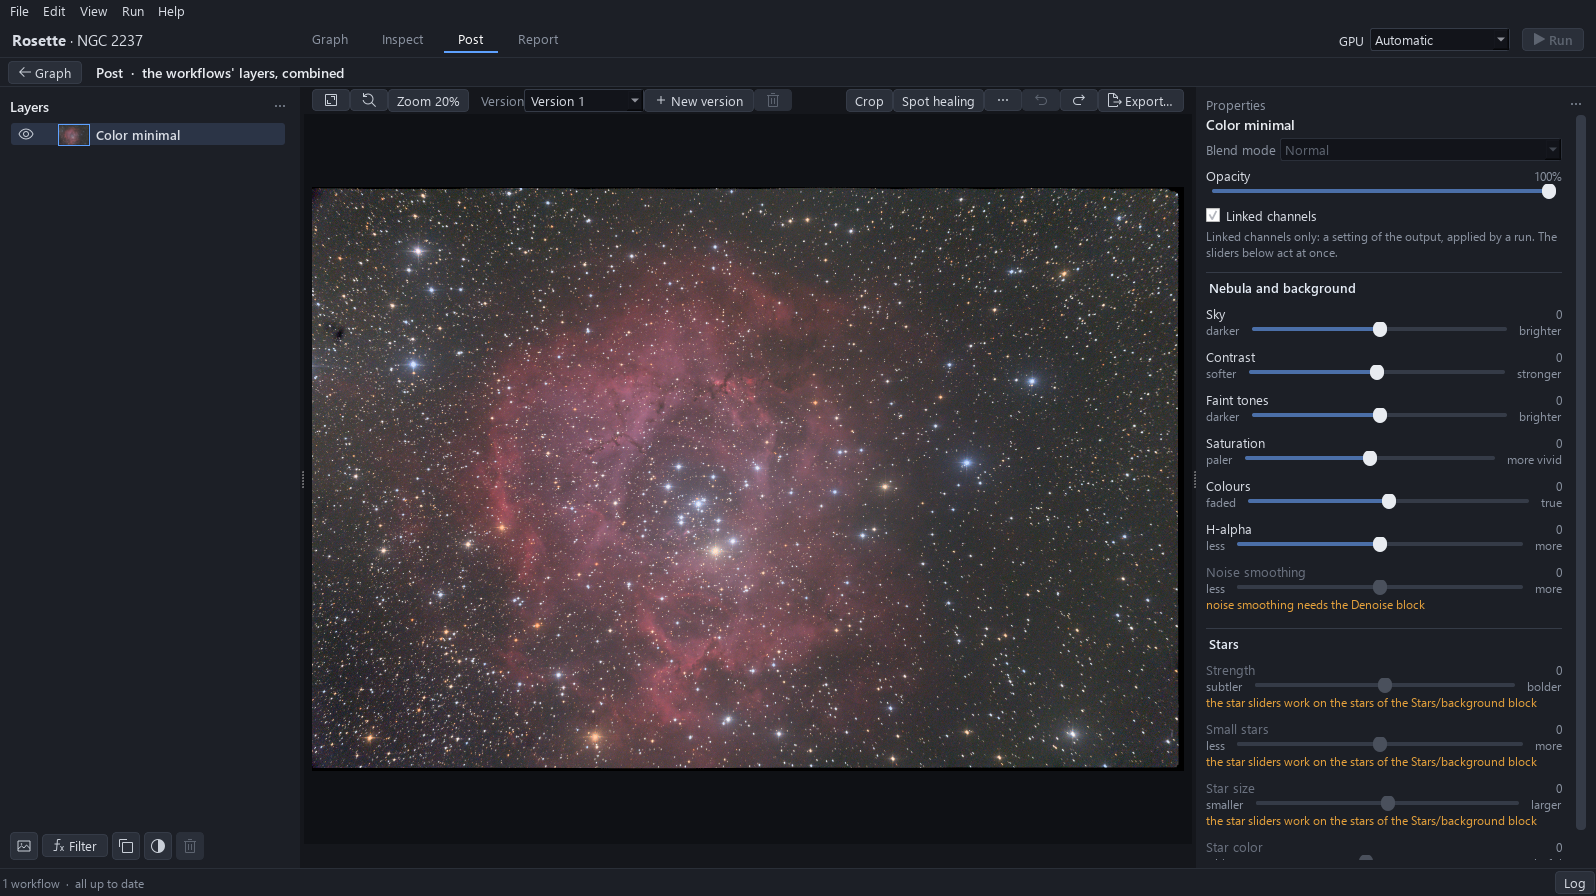 File Edit View Run Help
Rosette · NGC 2237
Graph Inspect Post Report
GPU Automatic Run
Graph Post · the workflows' layers, combined
Layers
Color minimal
Zoom 20% Version Version 1 New version
Crop Spot healing ... Export...
Properties
Color minimal
Blend mode Normal
Opacity 100%
Linked channels
Linked channels only: a setting of the output, applied by a run. The
sliders below act at once.
Nebula and background
Sky 0
darker brighter
Contrast 0
softer stronger
Faint tones 0
darker brighter
Saturation 0
paler more vivid
Colours 0
faded true
H-alpha 0
less more
Noise smoothing 0
less more
noise smoothing needs the Denoise block
Stars
Strength 0
subtler bolder
the star sliders work on the stars of the Stars/background block
Small stars 0
less more
the star sliders work on the stars of the Stars/background block
Star size 0
smaller larger
the star sliders work on the stars of the Stars/background block
Star color 0
fx Filter
1 workflow · all up to date
Log